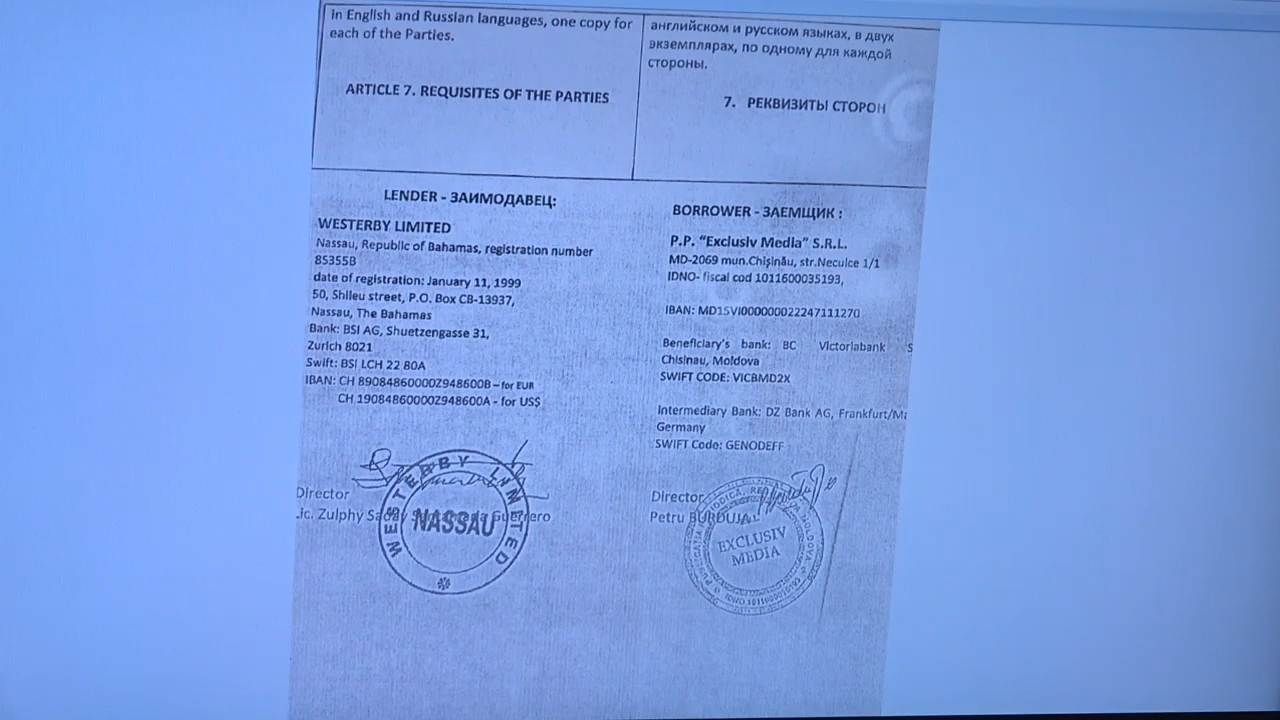 in English and Russian languages, one copy for
each of the Parties.
английском и русском языках, в двух
экземплярах, по одному для каждой
стороны.
ARTICLE 7. REQUISITES OF THE PARTIES
7. РЕКВИЗИТЫ СТОРОН
LENDER - ЗАИМОДАВЕЦ:
WESTERBY LIMITED
Nassau, Republic of Bahamas, registration number
85355B
date of registration: January 11, 1999
50, Shileu street, P.O. Box CB-13937,
Nassau, The Bahamas
Bank: BSI AG, Shuetzengasse 31,
Zurich 8021
Swift: BSI LCH 22 80A
IBAN: CH 89084860000Z948600B – for EUR
CH 19084860000Z948600A - for US$
Director
Lic. Zulphy Guerrero
WESTERBY LIMITED
NASSAU
BORROWER - ЗАЕМЩИК :
P.P. “Exclusiv Media” S.R.L.
MD-2069 mun.Chişinău, str.Neculce 1/1
IDNO- fiscal cod 1011600035193,
IBAN: MD15VI000000022247111270
Beneficiary's bank: BC Victoriabank S
Chisinau, Moldova
SWIFT CODE: VICBMD2X
Intermediary Bank: DZ Bank AG, Frankfurt/Ma
Germany
SWIFT Code: GENODEFF
Director
Petru BURDUJA
EXCLUSIV
MEDIA